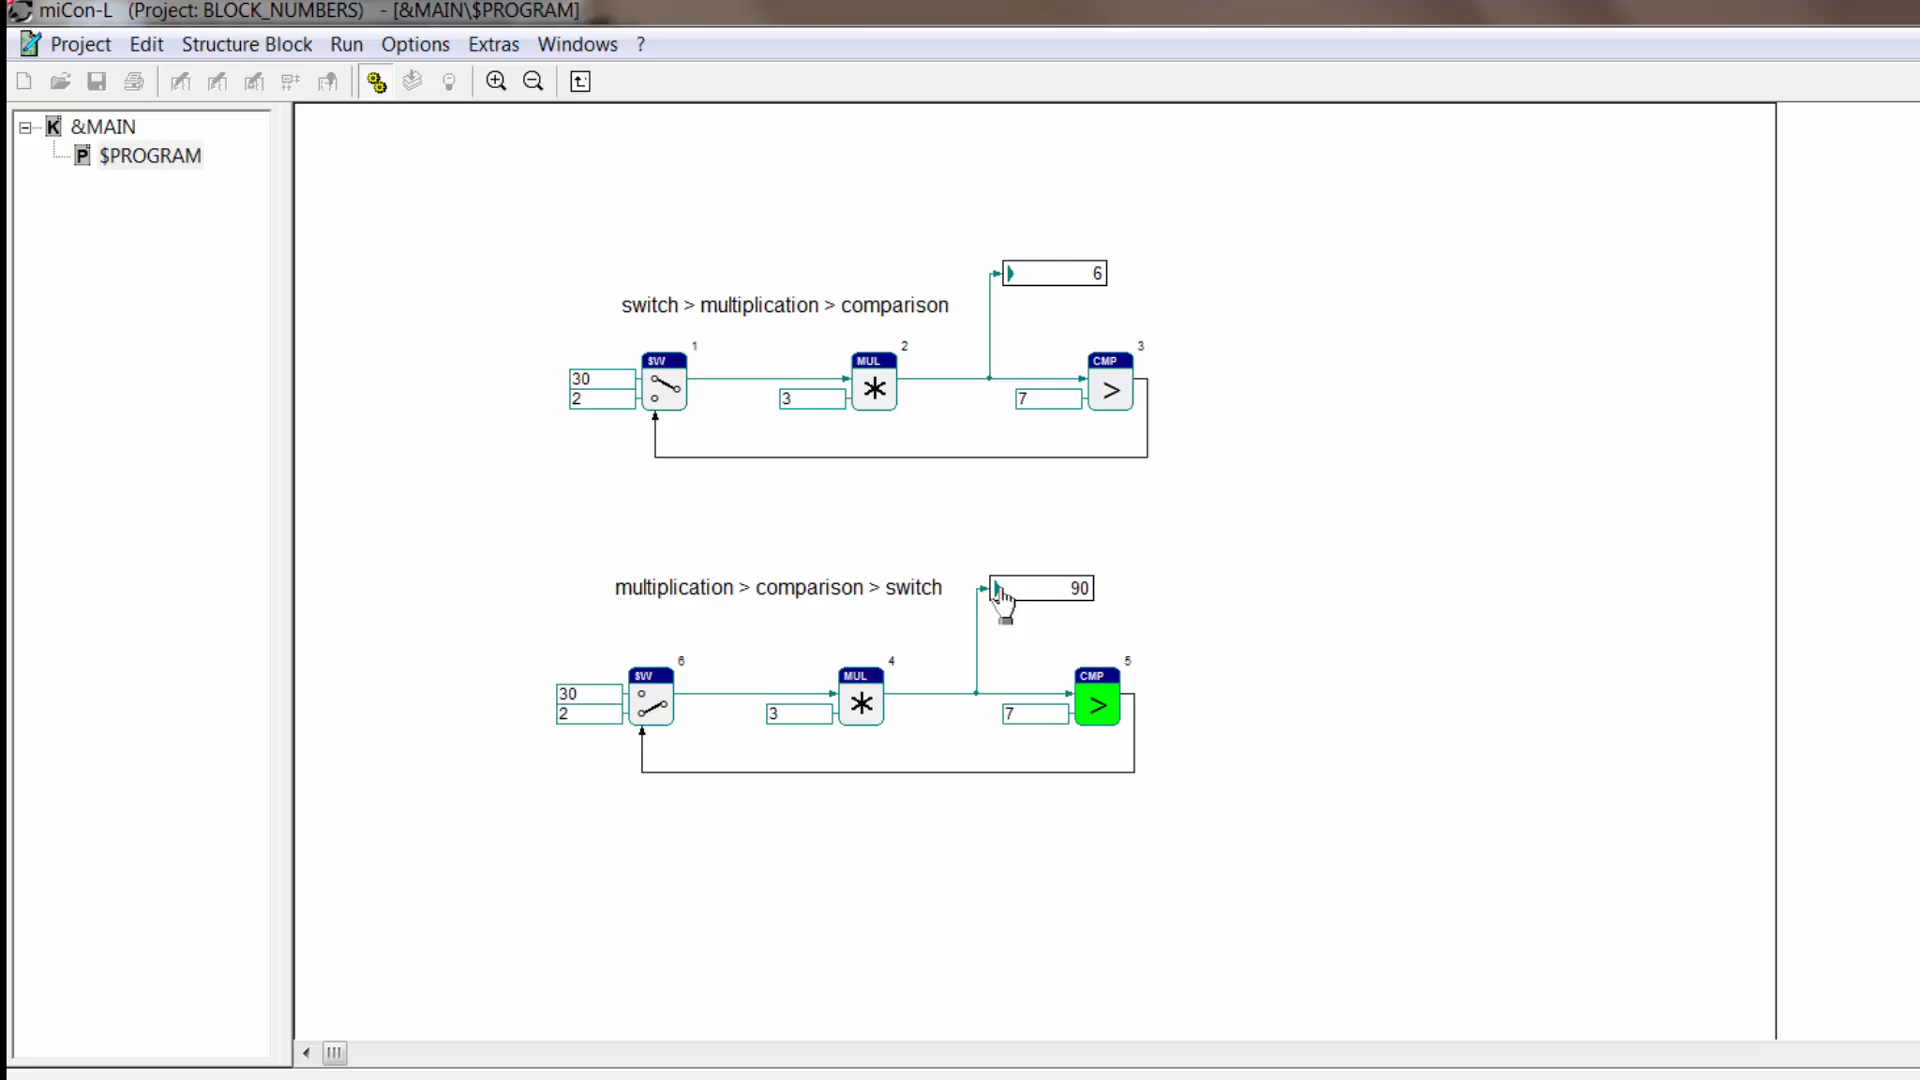 miCon-L (Project: BLOCK_NUMBERS) - [&MAIN\$PROGRAM]
Project Edit Structure Block Run Options Extras Windows ?
K &MAIN
P $PROGRAM
6
switch > multiplication > comparison
1
2
3
SW
MUL
CMP
30
2
3
7
*
>
multiplication > comparison > switch
90
6
4
5
SW
MUL
CMP
30
2
3
7
*
>